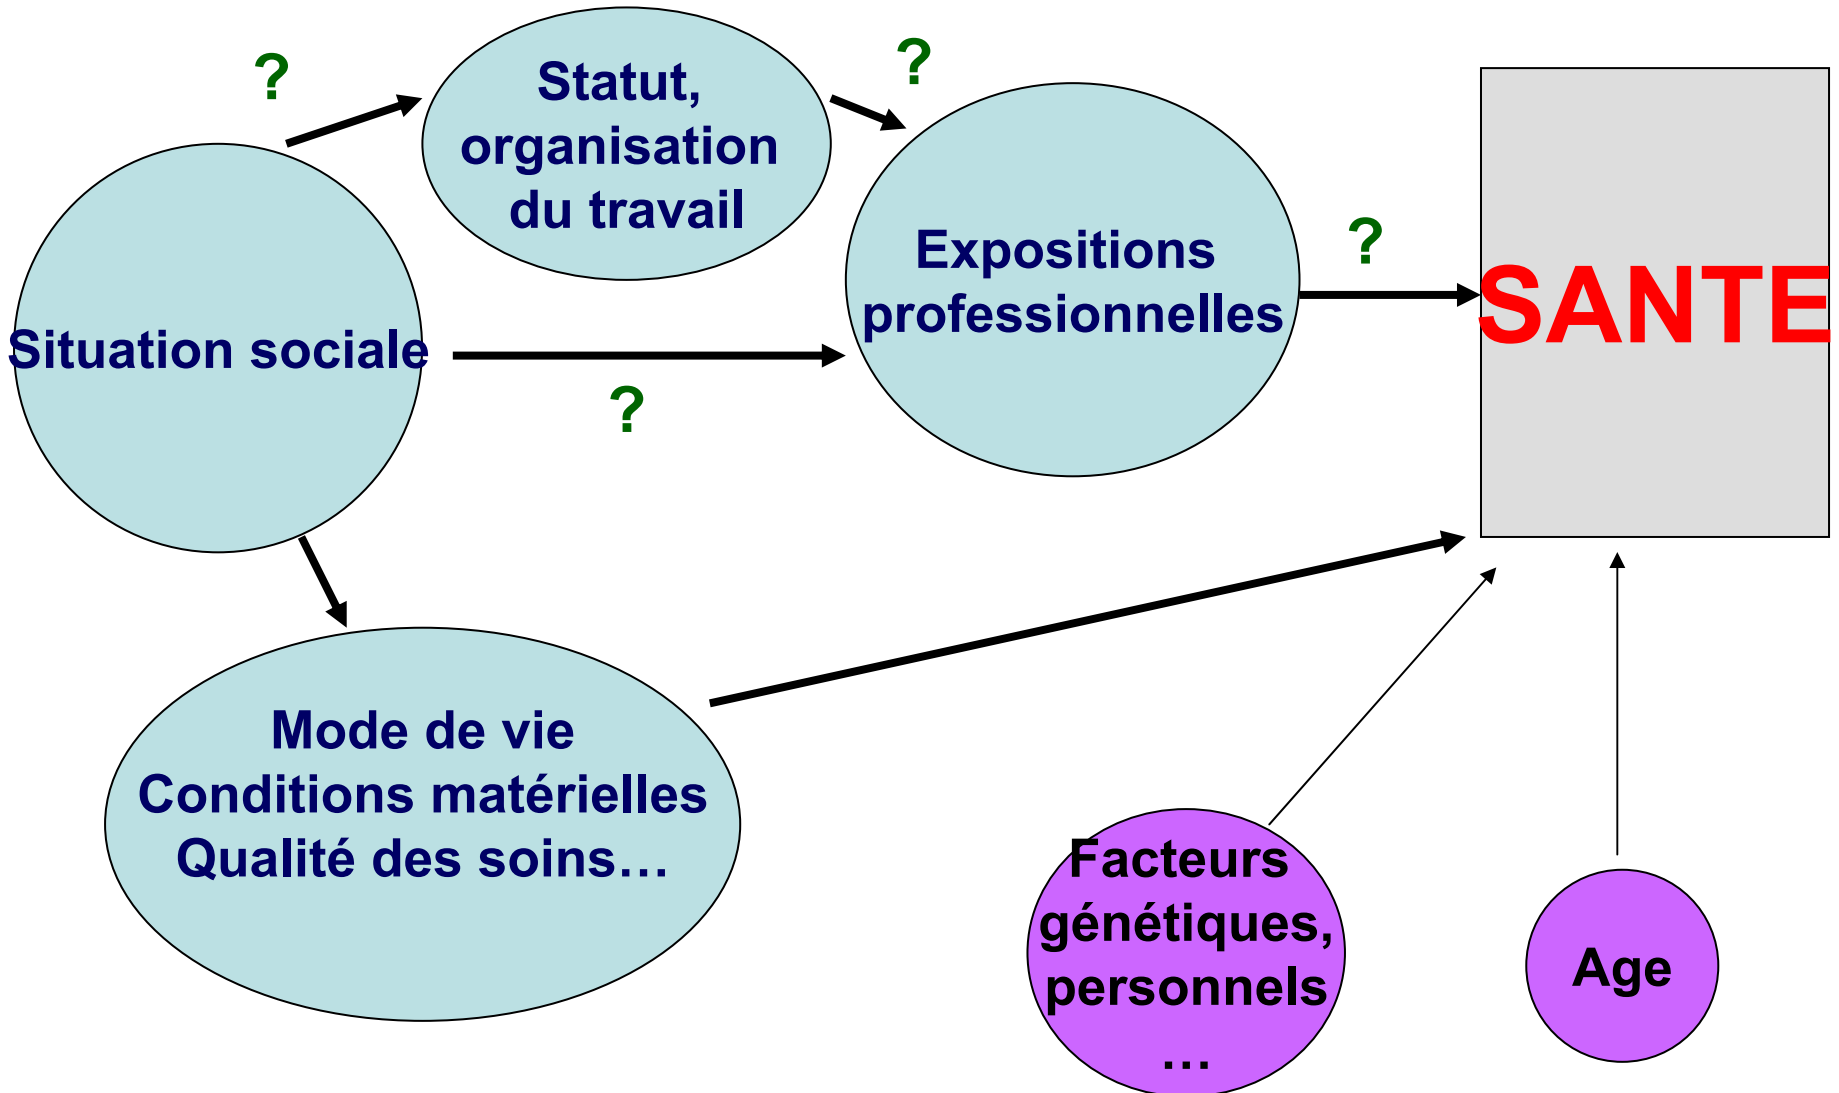 ?
Statut,
organisation
du travail
?
Expositions
professionnelles
?
SANTE
Situation sociale
?
Mode de vie
Conditions matérielles
Qualité des soins…
Facteurs
génétiques,
personnels
…
Age